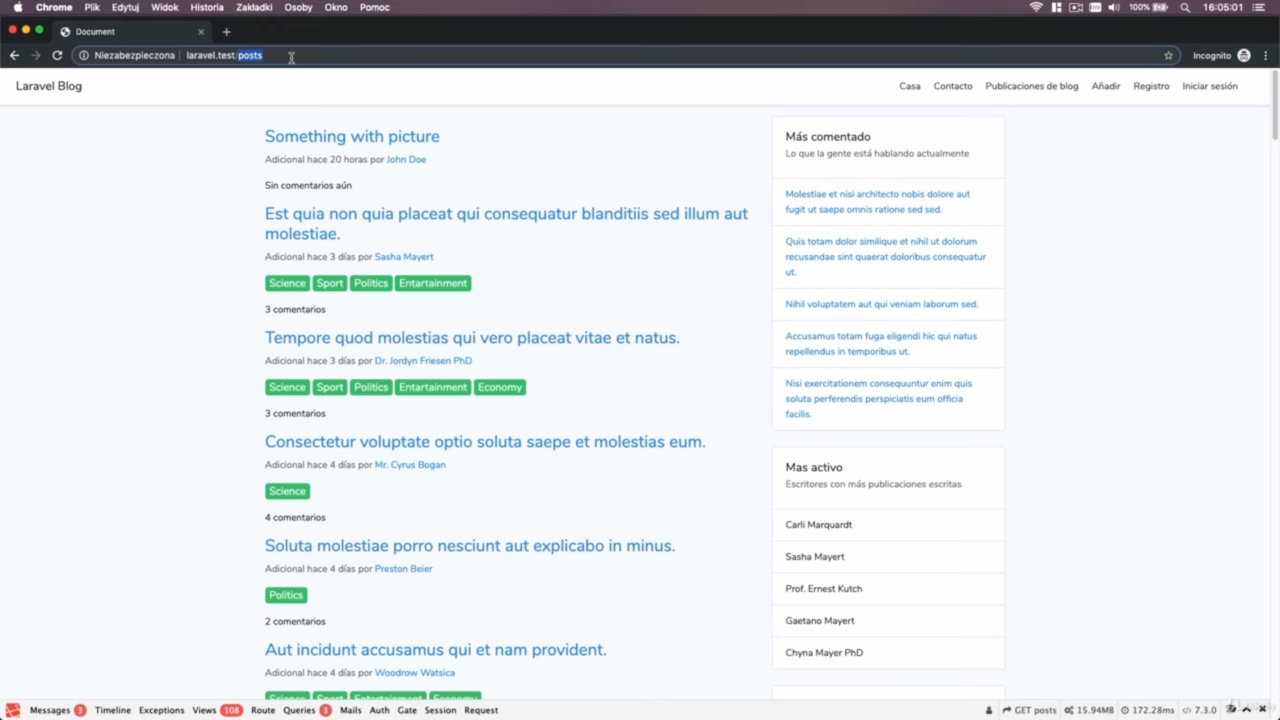 Chrome Plik Edytuj Widok Historia Zakładki Osoby Okno Pomoc 100% 16:05:01
Document
Niezabezpieczona laravel.test/posts Incognito
Laravel Blog Casa Contacto Publicaciones de blog Añadir Registro Iniciar sesión
Something with picture
Adicional hace 20 horas por John Doe
Sin comentarios aún
Est quia non quia placeat qui consequatur blanditiis sed illum aut
molestiae.
Adicional hace 3 días por Sasha Mayert
Science Sport Politics Entartainment
3 comentarios
Tempore quod molestias qui vero placeat vitae et natus.
Adicional hace 3 días por Dr. Jordyn Friesen PhD
Science Sport Politics Entartainment Economy
3 comentarios
Consectetur voluptate optio soluta saepe et molestias eum.
Adicional hace 4 días por Mr. Cyrus Bogan
Science
4 comentarios
Soluta molestiae porro nesciunt aut explicabo in minus.
Adicional hace 4 días por Preston Beier
Politics
2 comentarios
Aut incidunt accusamus qui et nam provident.
Adicional hace 4 días por Woodrow Watsica
Science Sport Entartainment Economy
Más comentado
Lo que la gente está hablando actualmente
Molestiae et nisi architecto nobis dolore aut
fugit ut saepe omnis ratione sed sed.
Quis totam dolor similique et nihil ut dolorum
recusandae sint quaerat doloribus consequatur
ut.
Nihil voluptatem aut qui veniam laborum sed.
Accusamus totam fuga eligendi hic qui natus
repellendus in temporibus ut.
Nisi exercitationem consequuntur enim quis
soluta perferendis perspiciatis eum officia
facilis.
Mas activo
Escritores con más publicaciones escritas
Carli Marquardt
Sasha Mayert
Prof. Ernest Kutch
Gaetano Mayert
Chyna Mayer PhD
Messages 3 Timeline Exceptions Views 108 Route Queries 3 Mails Auth Gate Session Request GET posts 15.94MB 172.28ms 7.3.0